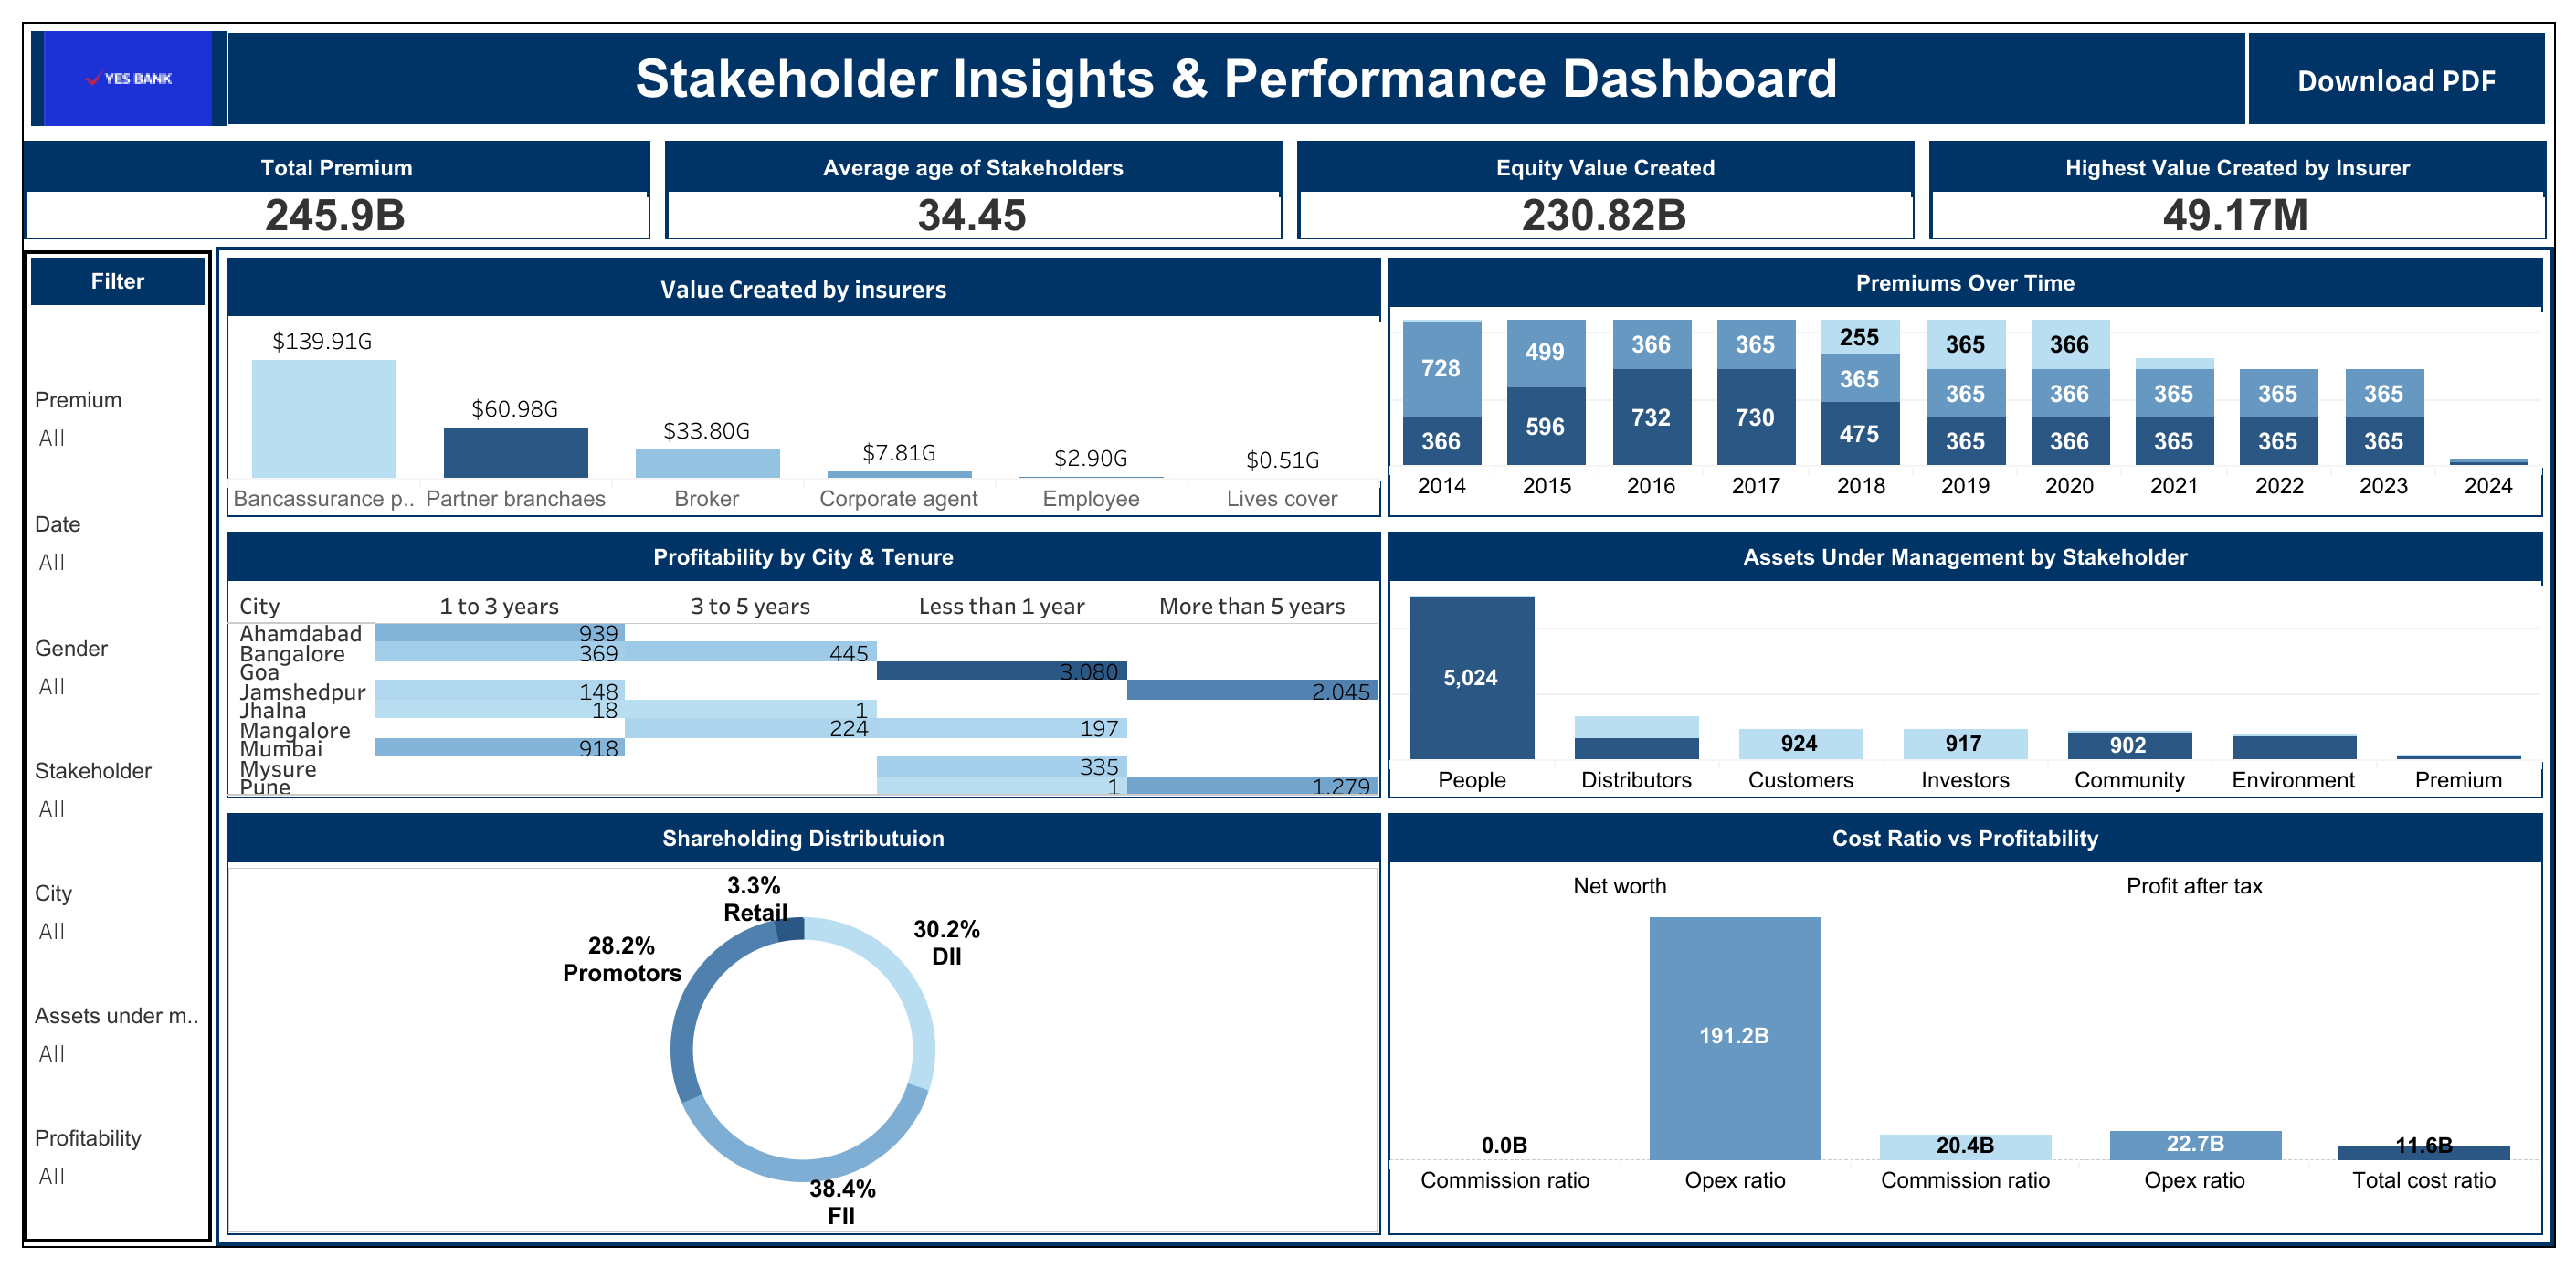 YES BANK
Stakeholder Insights & Performance Dashboard
Download PDF
Total Premium
245.9B
Average age of Stakeholders
34.45
Equity Value Created
230.82B
Highest Value Created by Insurer
49.17M
Filter
Premium
All
Date
All
Gender
All
Stakeholder
All
City
All
Assets under m..
All
Profitability
All
Value Created by insurers
$139.91G
$60.98G
$33.80G
$7.81G
$2.90G
$0.51G
Bancassurance p.. Partner branchaes Broker Corporate agent Employee Lives cover
Premiums Over Time
728 499 366 365 255 365 366
365 365 366 365 365 365
366 596 732 730 475 365 366 365 365 365
2014 2015 2016 2017 2018 2019 2020 2021 2022 2023 2024
Profitability by City & Tenure
City 1 to 3 years 3 to 5 years Less than 1 year More than 5 years
Ahamdabad 939
Bangalore 369 445
Goa 3,080
Jamshedpur 148 2,045
Jhalna 18 1
Mangalore 224 197
Mumbai 918
Mysure 335
Pune 1 1,279
Assets Under Management by Stakeholder
5,024
924 917 902
People Distributors Customers Investors Community Environment Premium
Shareholding Distributuion
3.3%
Retail
30.2%
DII
28.2%
Promotors
38.4%
FII
Cost Ratio vs Profitability
Net worth Profit after tax
191.2B
0.0B 20.4B 22.7B 11.6B
Commission ratio Opex ratio Commission ratio Opex ratio Total cost ratio